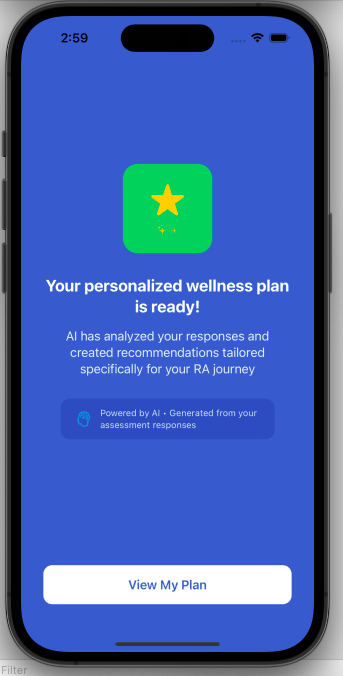 2:59
Your personalized wellness plan
is ready!
AI has analyzed your responses and
created recommendations tailored
specifically for your RA journey
Powered by AI • Generated from your
assessment responses
View My Plan
Filter